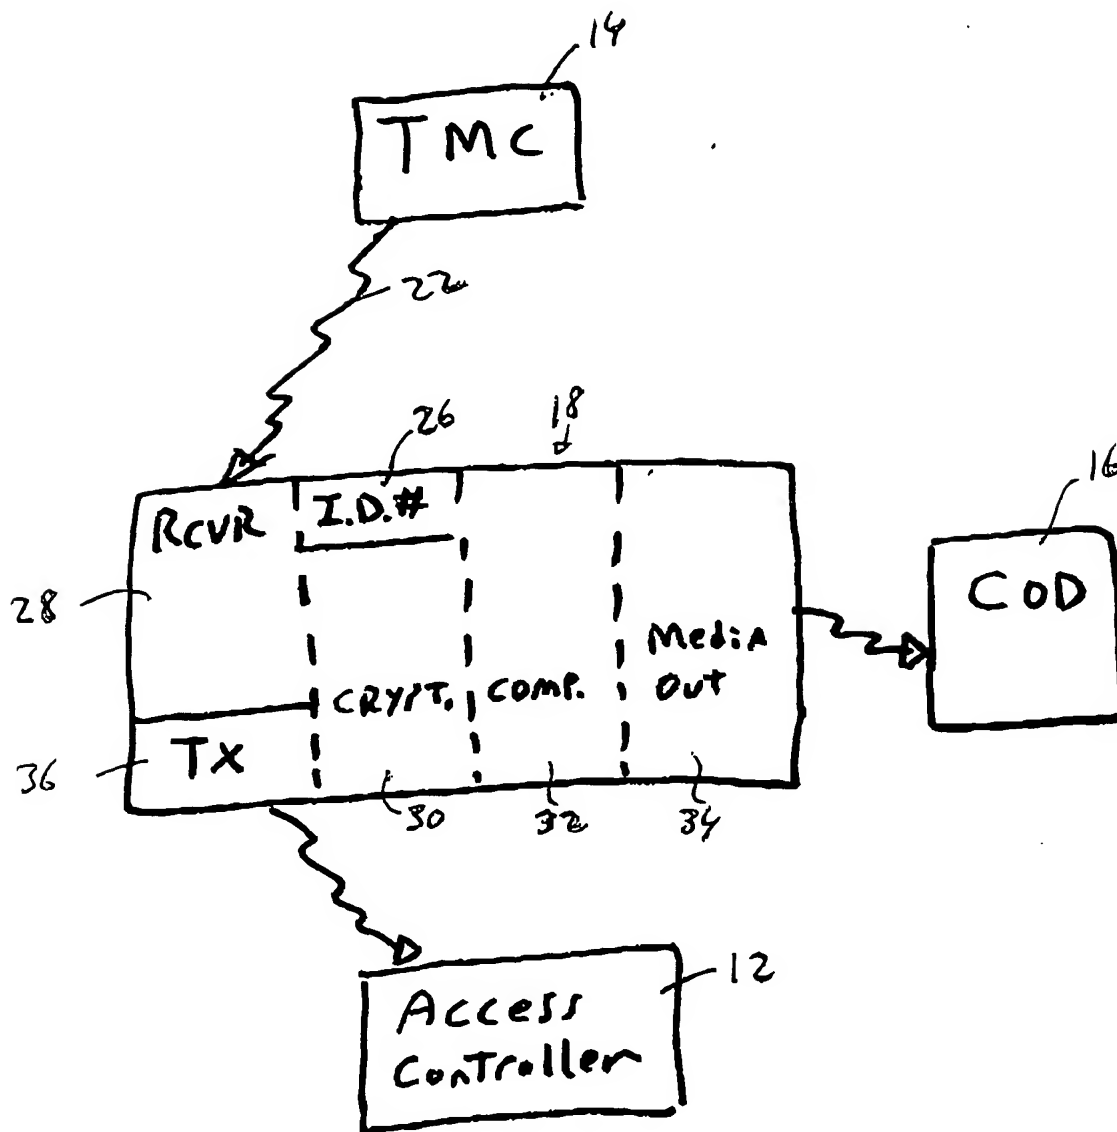 14
TMC
22
26
18
16
RCVR
I.D.#
COD
28
Media
Out
CRYPT.
COMP.
36
TX
30
32
34
12
Access
Controller